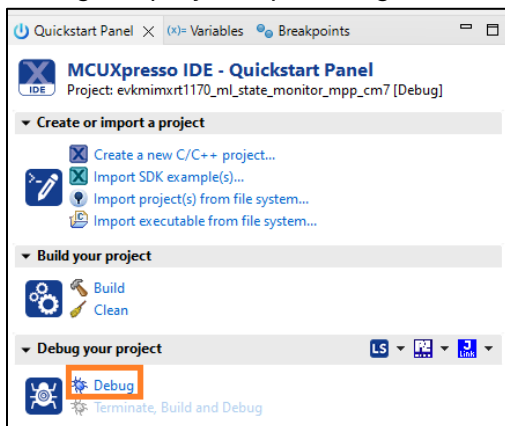 Quickstart Panel (x)= Variables Breakpoints
IDE
MCUXpresso IDE - Quickstart Panel
Project: evkmimxrt1170_ml_state_monitor_mpp_cm7 [Debug]
Create or import a project
Create a new C/C++ project...
Import SDK example(s)...
Import project(s) from file system...
Import executable from file system...
Build your project
Build
Clean
Debug your project LS J Link
Debug
Terminate, Build and Debug